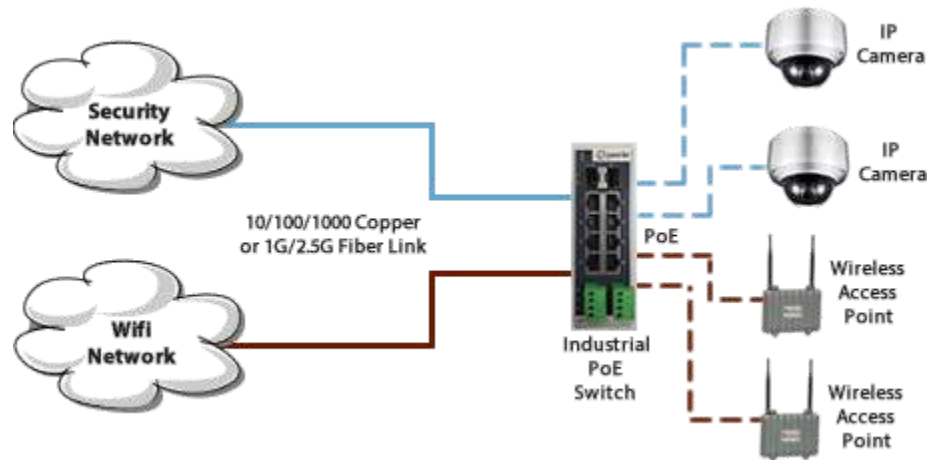 Security
Network
10/100/1000 Copper
or 1G/2.5G Fiber Link
Wifi
Network
Industrial
PoE
Switch
PoE
IP
Camera
IP
Camera
Wireless
Access
Point
Wireless
Access
Point